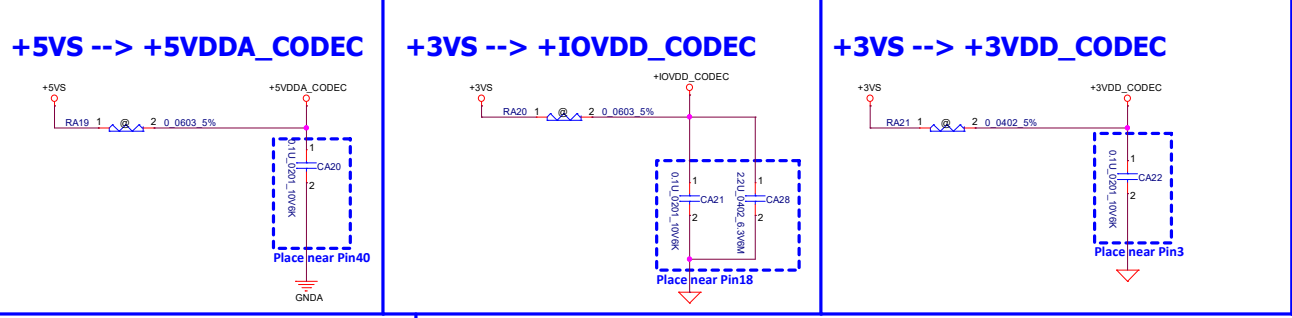 +5VS --> +5VDDA_CODEC
+5VS
+5VDDA_CODEC
RA19 1 @ 2 0_0603_5%
0.1U_0201_10V6K
1
CA20
2
Place near Pin40
GNDA
+3VS --> +IOVDD_CODEC
+3VS
+IOVDD_CODEC
RA20 1 @ 2 0_0603_5%
0.1U_0201_10V6K
1
CA21
2
2.2U_0402_6.3V6M
1
CA28
2
Place near Pin18
+3VS --> +3VDD_CODEC
+3VS
+3VDD_CODEC
RA21 1 @ 2 0_0402_5%
0.1U_0201_10V6K
1
CA22
2
Place near Pin3